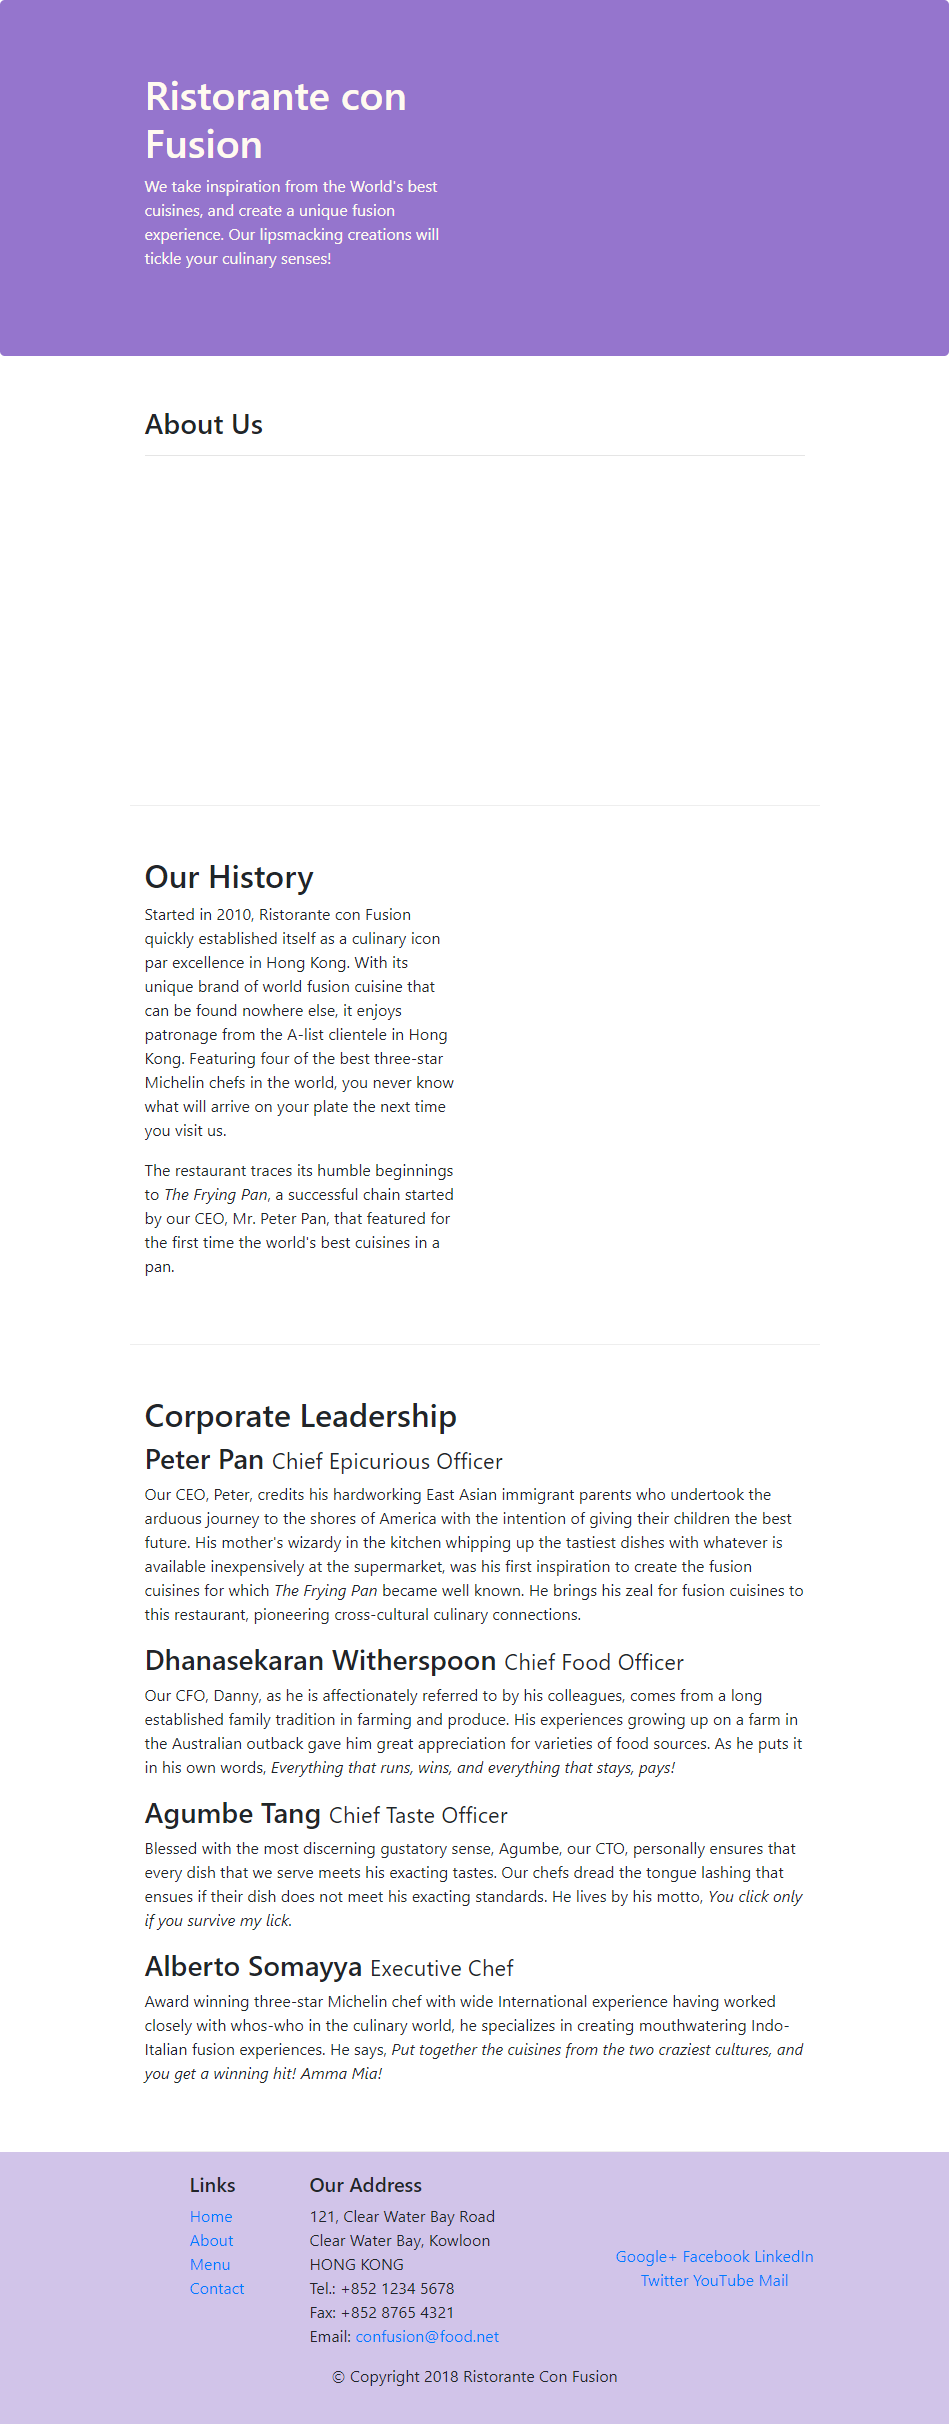 Ristorante con
Fusion
We take inspiration from the World's best
cuisines, and create a unique fusion
experience. Our lipsmacking creations will
tickle your culinary senses!
About Us
Our History
Started in 2010, Ristorante con Fusion
quickly established itself as a culinary icon
par excellence in Hong Kong. With its
unique brand of world fusion cuisine that
can be found nowhere else, it enjoys
patronage from the A-list clientele in Hong
Kong. Featuring four of the best three-star
Michelin chefs in the world, you never know
what will arrive on your plate the next time
you visit us.
The restaurant traces its humble beginnings
to The Frying Pan, a successful chain started
by our CEO, Mr. Peter Pan, that featured for
the first time the world's best cuisines in a
pan.
Corporate Leadership
Peter Pan Chief Epicurious Officer
Our CEO, Peter, credits his hardworking East Asian immigrant parents who undertook the
arduous journey to the shores of America with the intention of giving their children the best
future. His mother's wizardy in the kitchen whipping up the tastiest dishes with whatever is
available inexpensively at the supermarket, was his first inspiration to create the fusion
cuisines for which The Frying Pan became well known. He brings his zeal for fusion cuisines to
this restaurant, pioneering cross-cultural culinary connections.
Dhanasekaran Witherspoon Chief Food Officer
Our CFO, Danny, as he is affectionately referred to by his colleagues, comes from a long
established family tradition in farming and produce. His experiences growing up on a farm in
the Australian outback gave him great appreciation for varieties of food sources. As he puts it
in his own words, Everything that runs, wins, and everything that stays, pays!
Agumbe Tang Chief Taste Officer
Blessed with the most discerning gustatory sense, Agumbe, our CTO, personally ensures that
every dish that we serve meets his exacting tastes. Our chefs dread the tongue lashing that
ensues if their dish does not meet his exacting standards. He lives by his motto, You click only
if you survive my lick.
Alberto Somayya Executive Chef
Award winning three-star Michelin chef with wide International experience having worked
closely with whos-who in the culinary world, he specializes in creating mouthwatering Indo-
Italian fusion experiences. He says, Put together the cuisines from the two craziest cultures, and
you get a winning hit! Amma Mia!
Links
Home
About
Menu
Contact
Our Address
121, Clear Water Bay Road
Clear Water Bay, Kowloon
HONG KONG
Tel.: +852 1234 5678
Fax: +852 8765 4321
Email: confusion@food.net
Google+ Facebook LinkedIn
Twitter YouTube Mail
© Copyright 2018 Ristorante Con Fusion